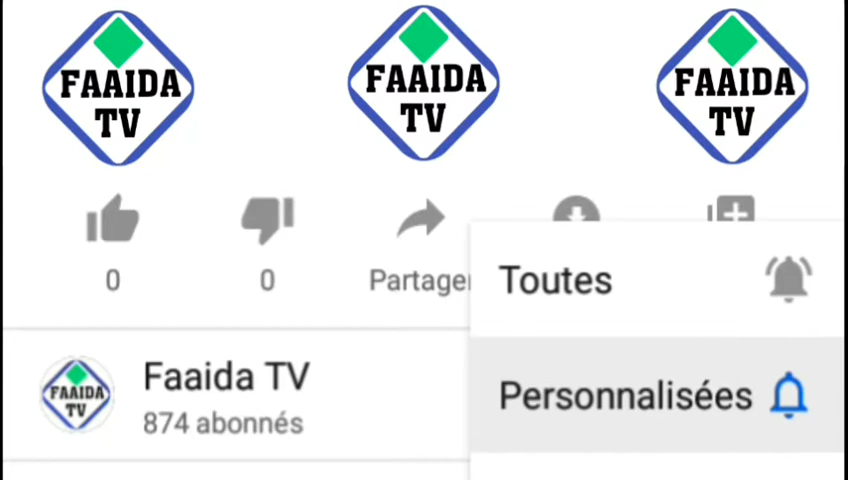 FAAIDA
TV
FAAIDA
TV
FAAIDA
TV
0
0
Partager
Toutes
Personnalisées
FAAIDA
TV
Faaida TV
874 abonnés